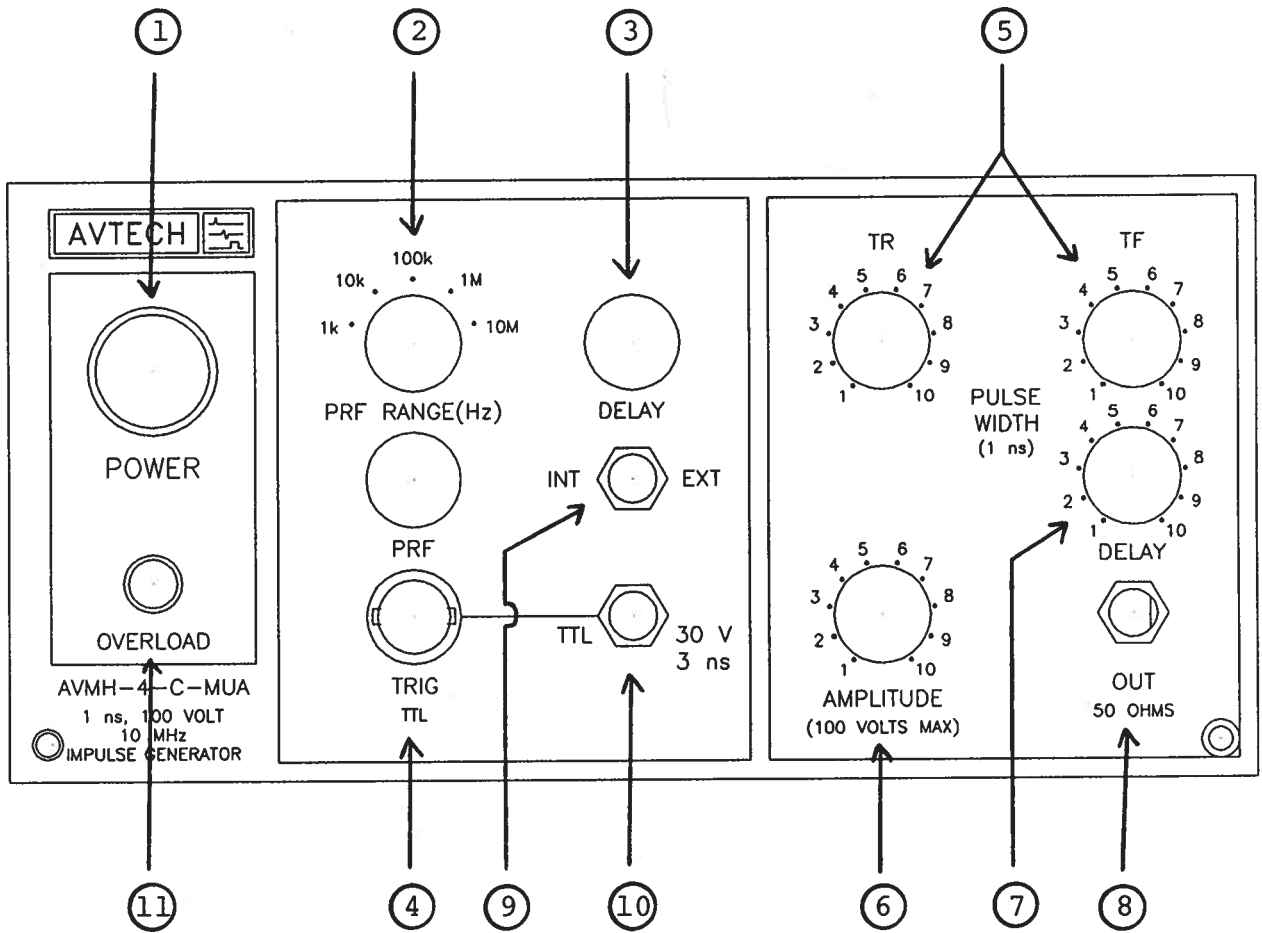 1
2
3
5
AVTECH
POWER
OVERLOAD
AVMH-4-C-MUA
1 ns, 100 VOLT
10 MHz
IMPULSE GENERATOR
1k
10k
100k
1M
10M
PRF RANGE(Hz)
DELAY
INT
EXT
PRF
TTL
30 V
3 ns
TRIG
TTL
TR
1
2
3
4
5
6
7
8
9
10
TF
1
2
3
4
5
6
7
8
9
10
PULSE
WIDTH
(1 ns)
1
2
3
4
5
6
7
8
9
10
DELAY
1
2
3
4
5
6
7
8
9
10
AMPLITUDE
(100 VOLTS MAX)
OUT
50 OHMS
11
4
9
10
6
7
8